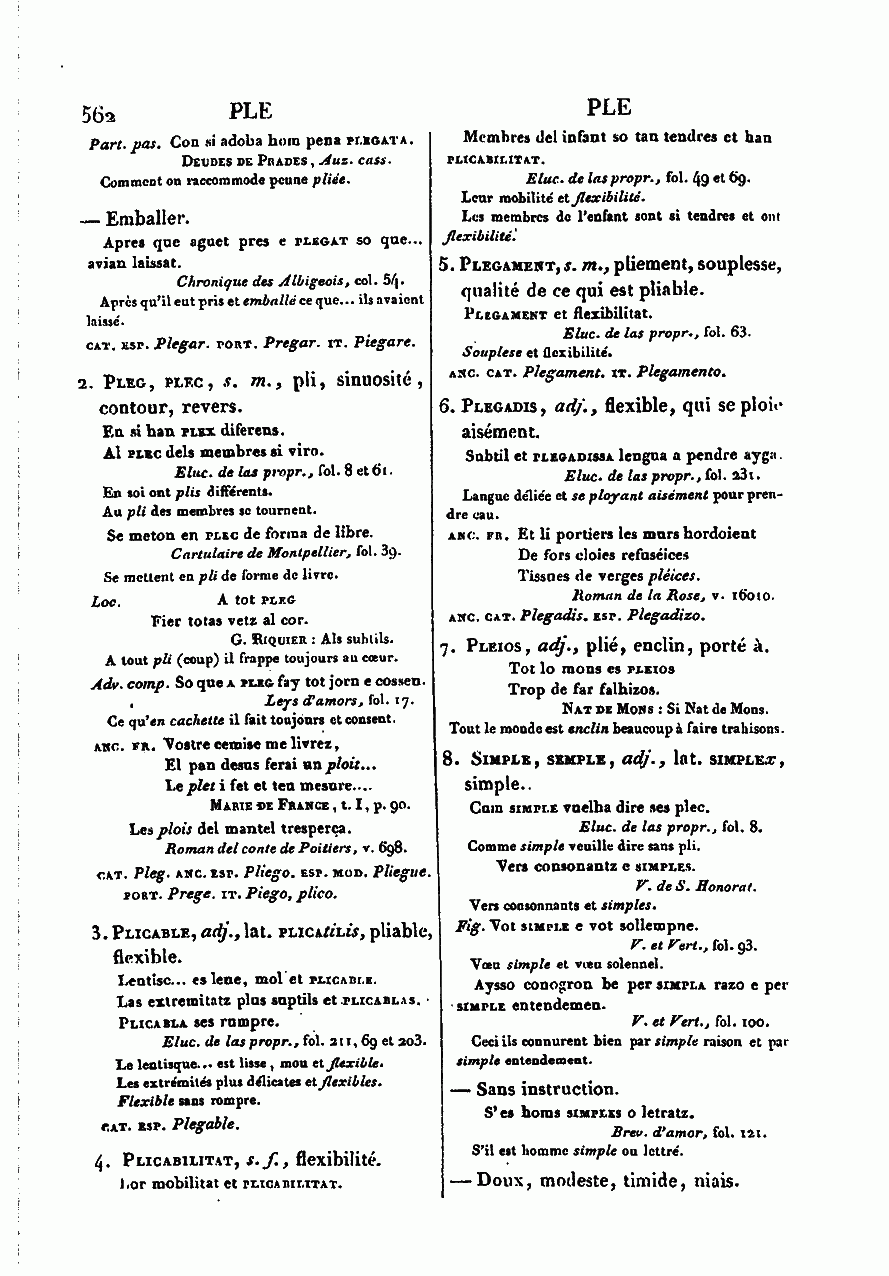 562 PLE
Part. pas. Con si adoba hom pena PLEGATA.
DEUDES DE PRADES, Auz. cass.
Comment on raccommode penne pliée.
— Emballer.
Apres que aguet pres e PLEGAT so que...
avian laissat.
Chronique des Albigeois, col. 54.
Après qu'il eut pris et emballé ce que... ils avaient
laissé.
CAT. ESP. Plegar. PORT. Pregar. IT. Piegare.
2. PLEG, PLEC, s. m., pli, sinuosité,
contour, revers.
En si han PLEX diferens.
Al PLEC dels membres si viro.
Eluc. de las propr., fol. 8 et 61.
En soi ont plis différents.
Au pli des membres se tournent.
Se meton en PLEC de forma de libre.
Cartulaire de Montpellier, fol. 39.
Se mettent en pli de forme de livre.
Loc. A tot PLEG
Fier totas vetz al cor.
G. RIQUIER : Als subtils.
A tout pli (coup) il frappe toujours au cœur.
Adv. comp. So que A PLEG fay tot jorn e cossen.
Leys d'amors, fol. 17.
Ce qu'en cachette il fait toujours et consent.
ANC. FR. Vostre cemise me livrez,
El pan desus ferai un ploit...
Le plet i fet et ten mesure....
MARIE DE FRANCE, t. I, p. 90.
Les plois del mantel tresperça.
Roman del conte de Poitiers, v. 698.
CAT. Pleg. ANC. ESP. Pliego. ESP. MOD. Pliegue.
PORT. Prege. IT. Piego, plico.
3. PLICABLE, adj., lat. PLICAtiLis, pliable,
flexible.
Lentisc... es lene, mol et PLICABLE.
Las extremitatz plus suptils et PLICABLAS.
PLICABLA ses rompre.
Eluc. de las propr., fol. 211, 69 et 203.
Le lentisque... est lisse, mou et flexible.
Les extrémités plus délicates et flexibles.
Flexible sans rompre.
CAT. ESP. Plegable.
4. PLICABILITAT, s. f., flexibilité.
Lor mobilitat et PLICABILITAT.
PLE
Membres del infant so tan tendres et han
PLICABILITAT.
Eluc. de las propr., fol. 49 et 69.
Leur mobilité et flexibilité.
Les membres de l'enfant sont si tendres et ont
flexibilité.
5. PLEGAMENT, s. m., pliement, souplesse,
qualité de ce qui est pliable.
PLEGAMENT et flexibilitat.
Eluc. de las propr., fol. 63.
Souplese et flexibilité.
ANC. CAT. Plegament. IT. Plegamento.
6. PLEGADIS, adj., flexible, qui se ploie
aisément.
Subtil et PLEGADISSA lengua a pendre ayga.
Eluc. de las propr., fol. 231.
Langue déliée et se ployant aisément pour pren-
dre eau.
ANC. FR. Et li portiers les murs hordoient
De fors cloies refuséices
Tissues de verges pléices.
Roman de la Rose, v. 16010.
ANC. CAT. Plegadis. ESP. Plegadizo.
7. PLEIOS, adj., plié, enclin, porté à.
Tot lo mons es PLEIOS
Trop de far falhizos.
NAT DE MONS : Si Nat de Mons.
Tout le monde est enclin beaucoup à faire trahisons.
8. SIMPLE, SEMPLE, adj., lat. SIMPLEx,
simple..
Cum SIMPLE vuelha dire ses plec.
Eluc. de las propr., fol. 8.
Comme simple veuille dire sans pli.
Vers consonantz e SIMPLES.
V. de S. Honorat.
Vers consonnants et simples.
Fig. Vot SIMPLE e vot sollempne.
V. et Vert., fol. 93.
Vœu simple et vœu solennel.
Aysso conogron be per SIMPLA razo e per
SIMPLE entendemen.
V. et Vert., fol. 100.
Ceci ils connurent bien par simple raison et par
simple entendement.
— Sans instruction.
S'es homs SIMPLES o letratz.
Brev. d'amor, fol. 121.
S'il est homme simple ou lettré.
— Doux, modeste, timide, niais.